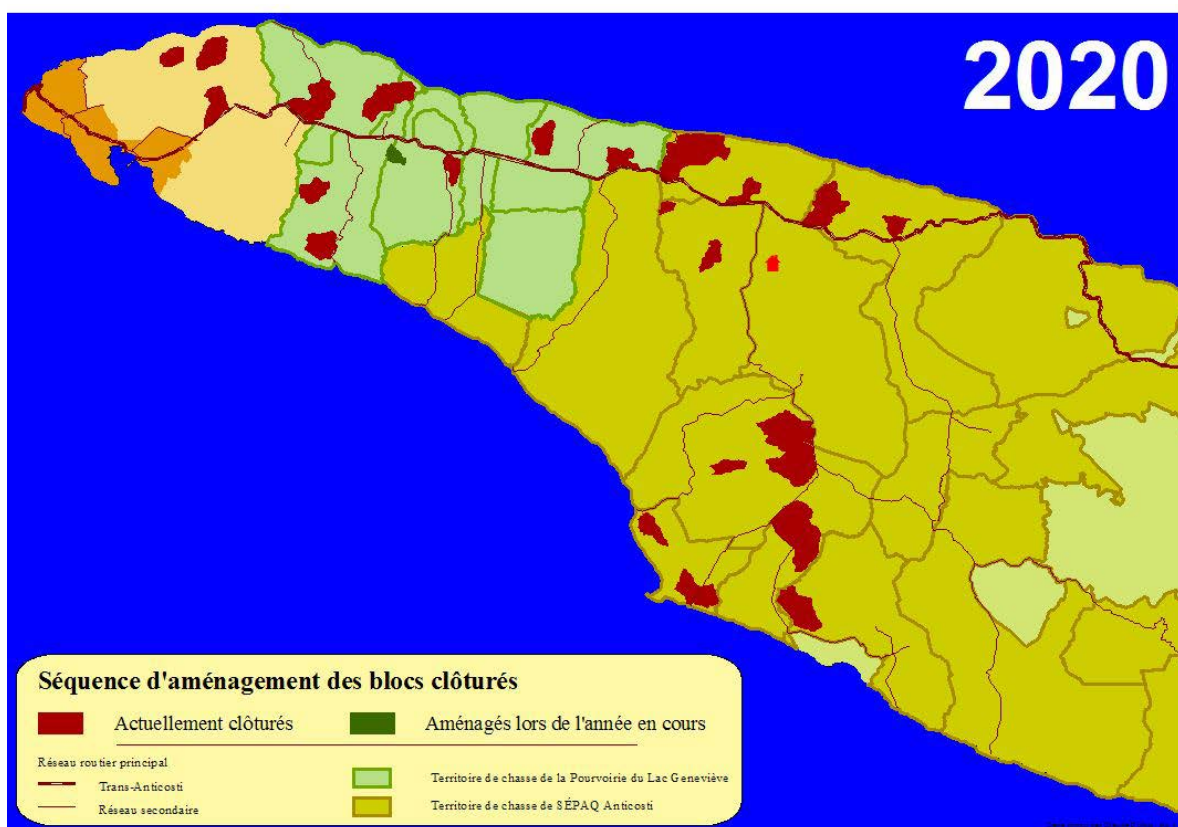 2020
Séquence d'aménagement des blocs clôturés
Actuellement clôturés
Aménagés lors de l'année en cours
Réseau routier principal
Trans-Anticosti
Réseau secondaire
Territoire de chasse de la Pourvoirie du Lac Geneviève
Territoire de chasse de SÉPAQ Anticosti